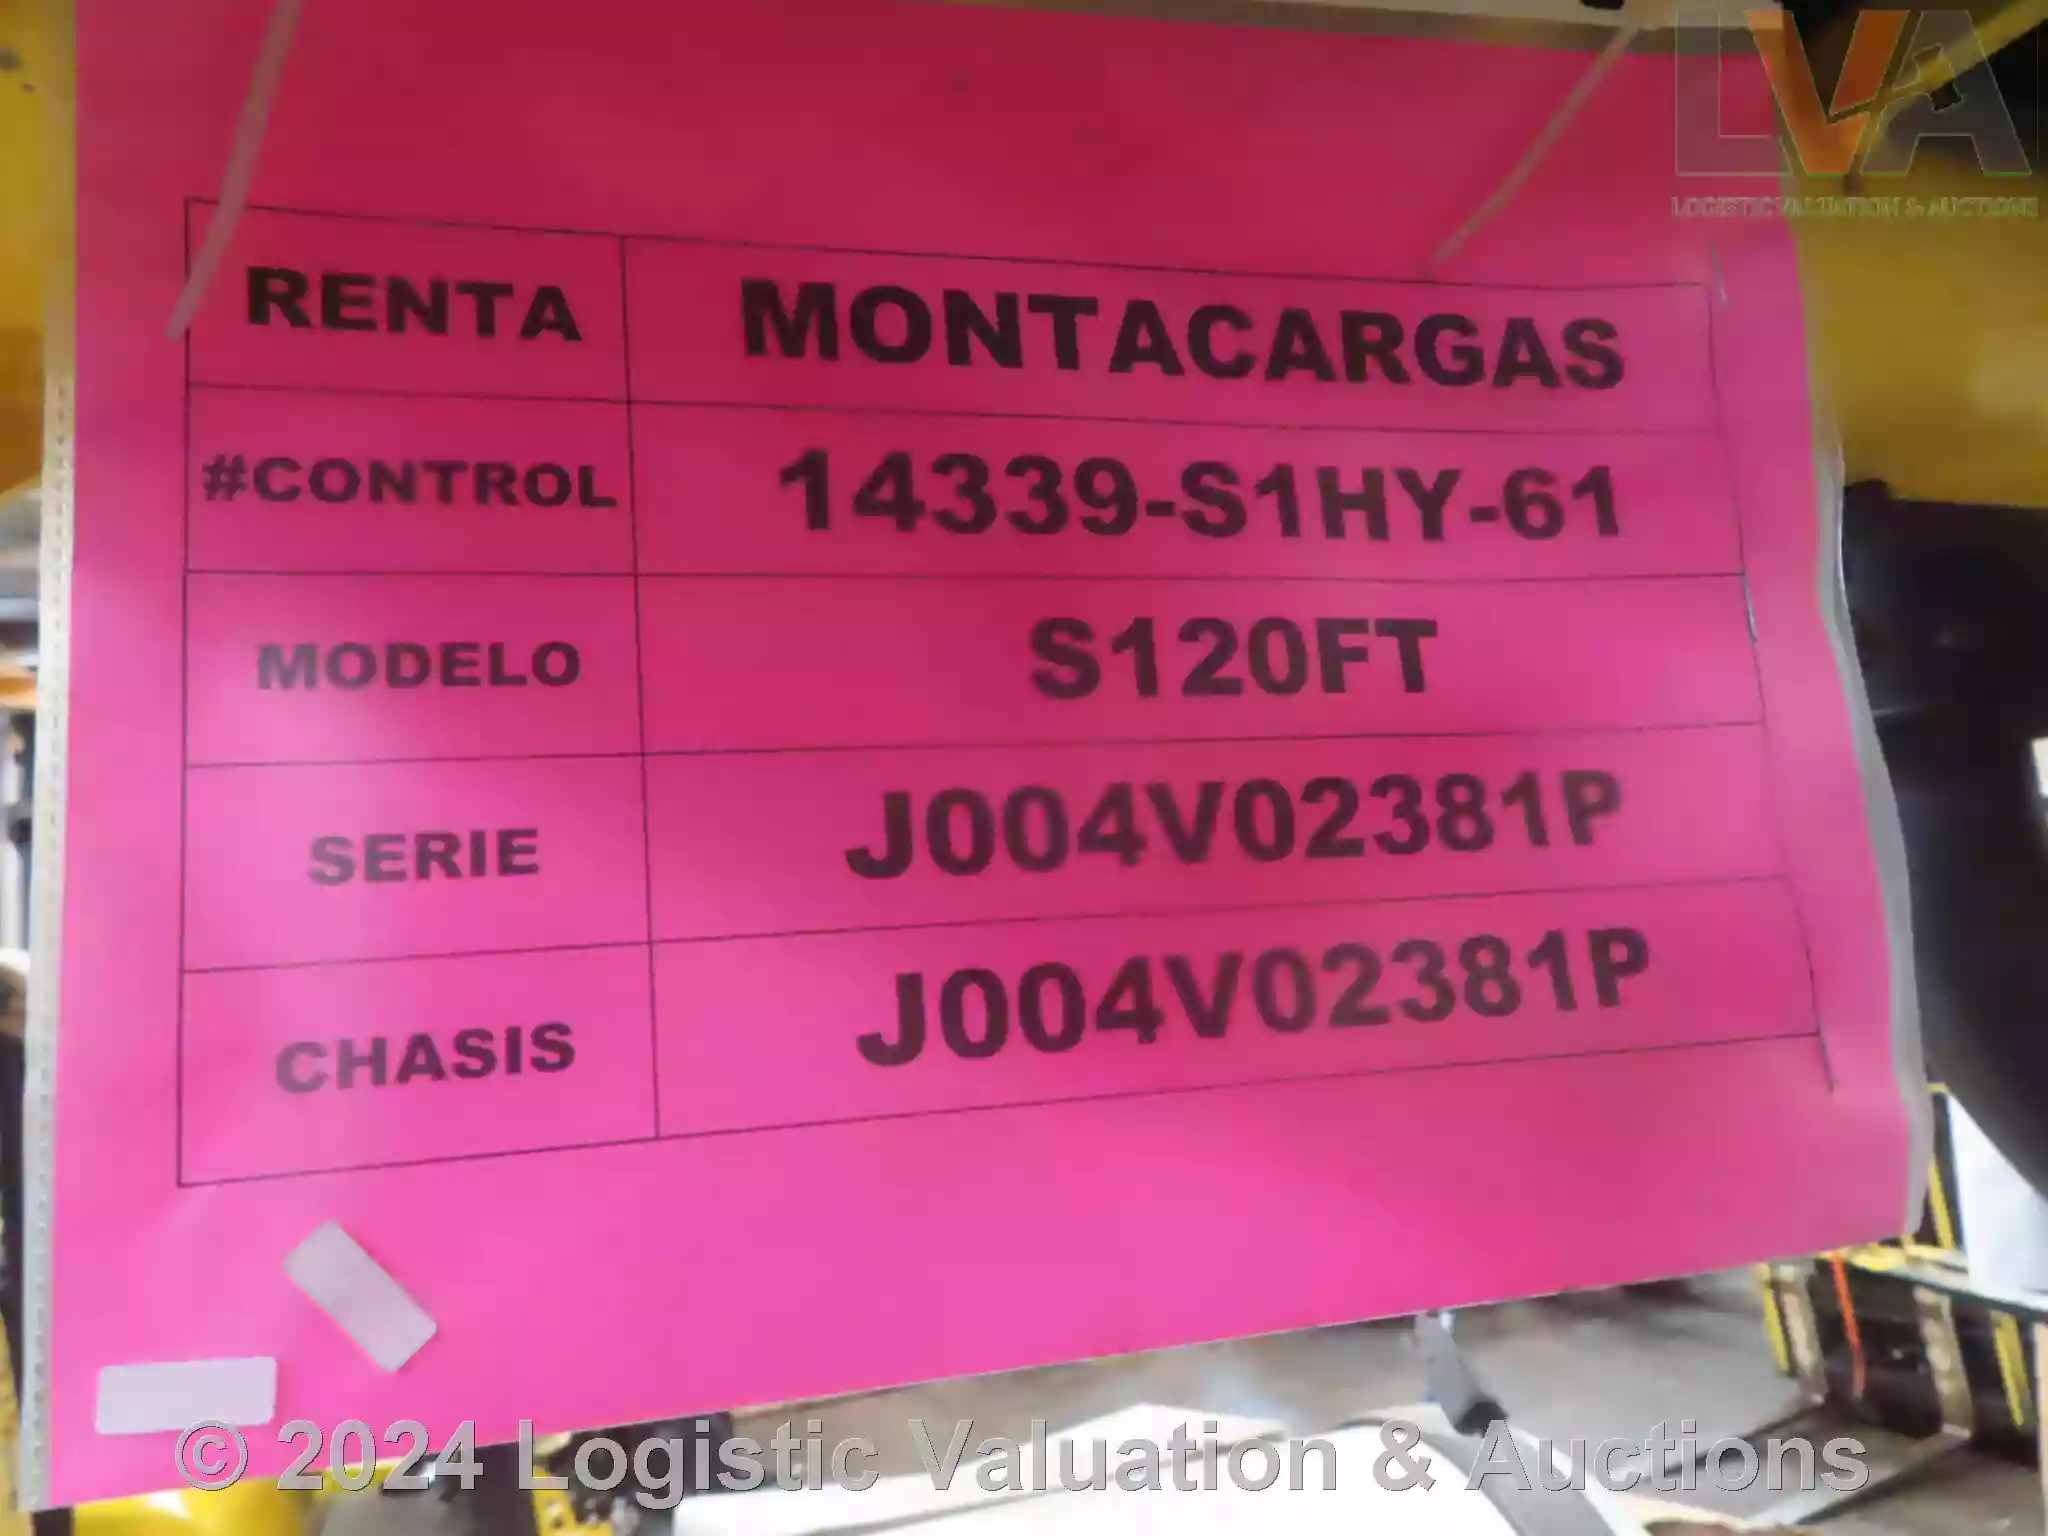 LVA
LOGISTIC VALUATION & AUCTIONS
RENTA MONTACARGAS
#CONTROL 14339-S1HY-61
MODELO S120FT
SERIE J004V02381P
CHASIS J004V02381P
© 2024 Logistic Valuation & Auctions